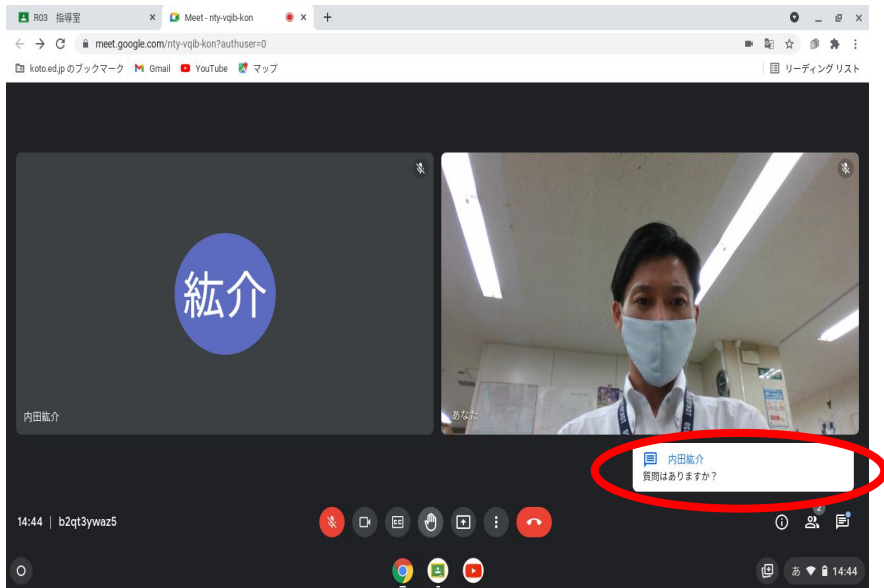 R03 指導室
Meet - nty-vqib-kon
meet.google.com/nty-vqib-kon?authuser=0
koto.ed.jp のブックマーク
Gmail
YouTube
マップ
リーディング リスト
紘介
内田紘介
あなた
内田紘介
質問はありますか?
14:44 | b2qt3ywaz5
CC
2
あ
14:44